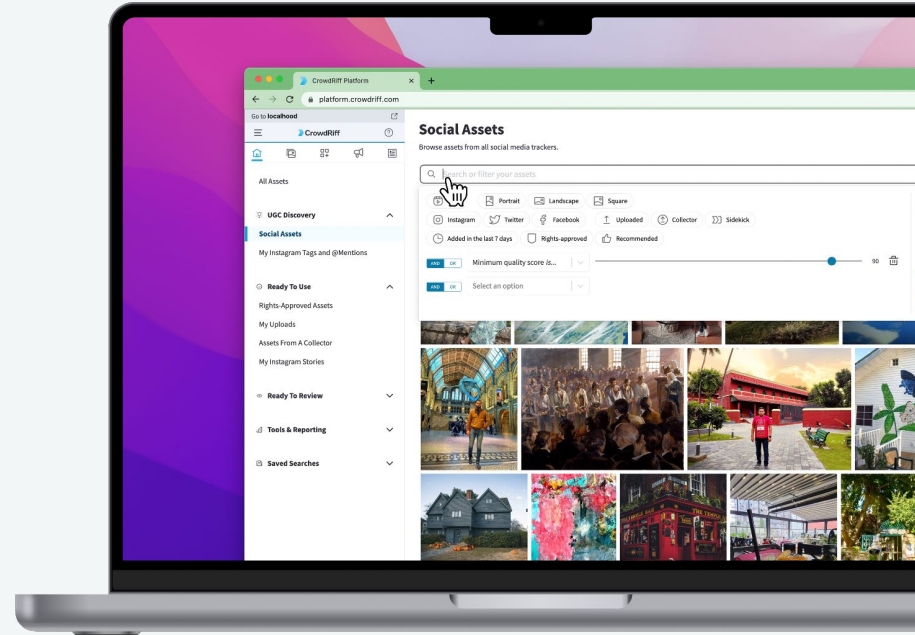 CrowdRiff Platform
platform.crowdriff.com
Go to localhood
CrowdRiff
All Assets
UGC Discovery
Social Assets
My Instagram Tags and @Mentions
Ready To Use
Rights-Approved Assets
My Uploads
Assets From A Collector
My Instagram Stories
Ready To Review
Tools & Reporting
Saved Searches
Social Assets
Browse assets from all social media trackers.
Search or filter your assets
Portrait Landscape Square
Instagram Twitter Facebook Uploaded Collector Sidekick
Added in the last 7 days Rights-approved Recommended
AND OR Minimum quality score is... 90
AND OR Select an option
THE TEMPLE